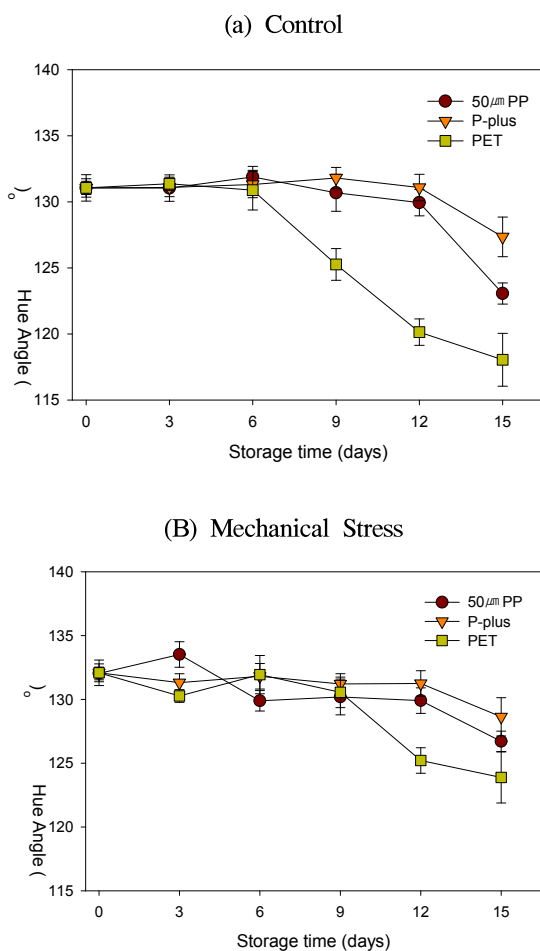 (a) Control
140
135
130
125
120
115
Hue Angle (°)
50㎛ PP
P-plus
PET
0 3 6 9 12 15
Storage time (days)
(B) Mechanical Stress
140
135
130
125
120
115
Hue Angle (°)
50㎛ PP
P-plus
PET
0 3 6 9 12 15
Storage time (days)